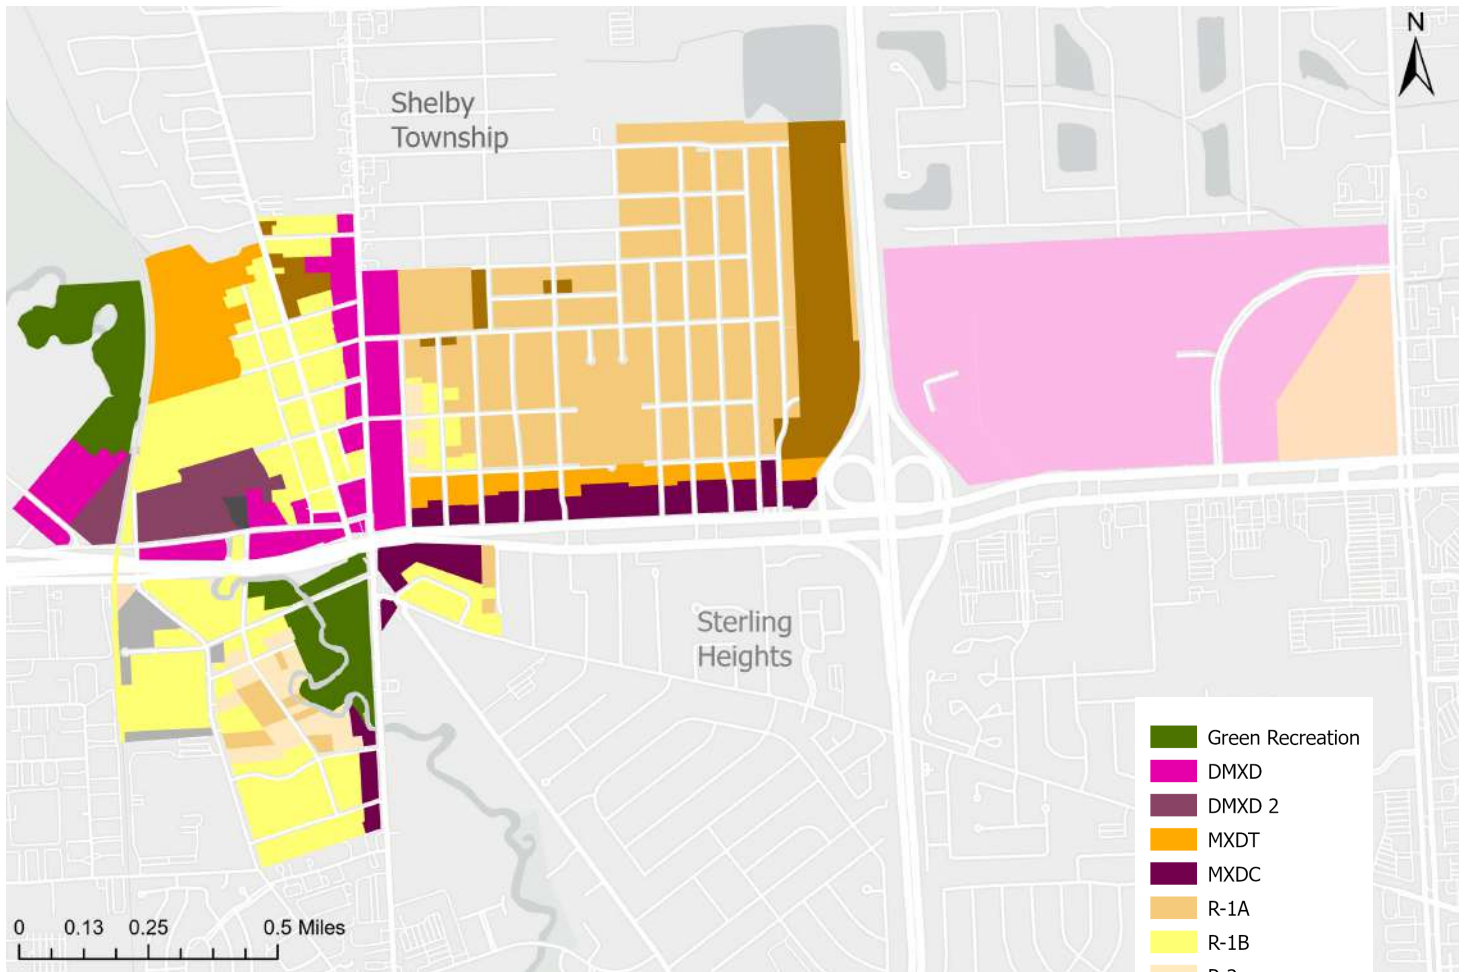 N
Shelby
Township
Sterling
Heights
Green Recreation
DMXD
DMXD 2
MXDT
MXDC
R-1A
R-1B
0 0.13 0.25 0.5 Miles